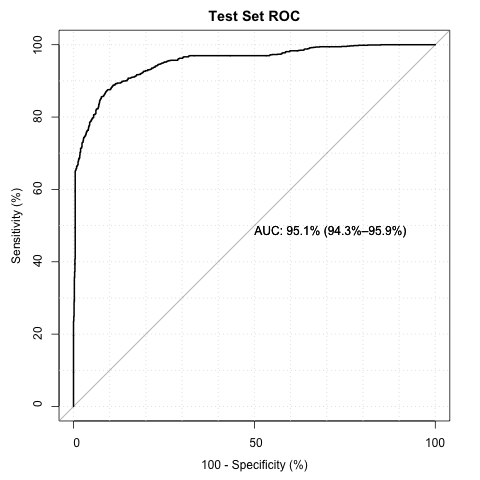 Test Set ROC
100
80
60
40
20
0
Sensitivity (%)
AUC: 95.1% (94.3%–95.9%)
0 50 100
100 - Specificity (%)